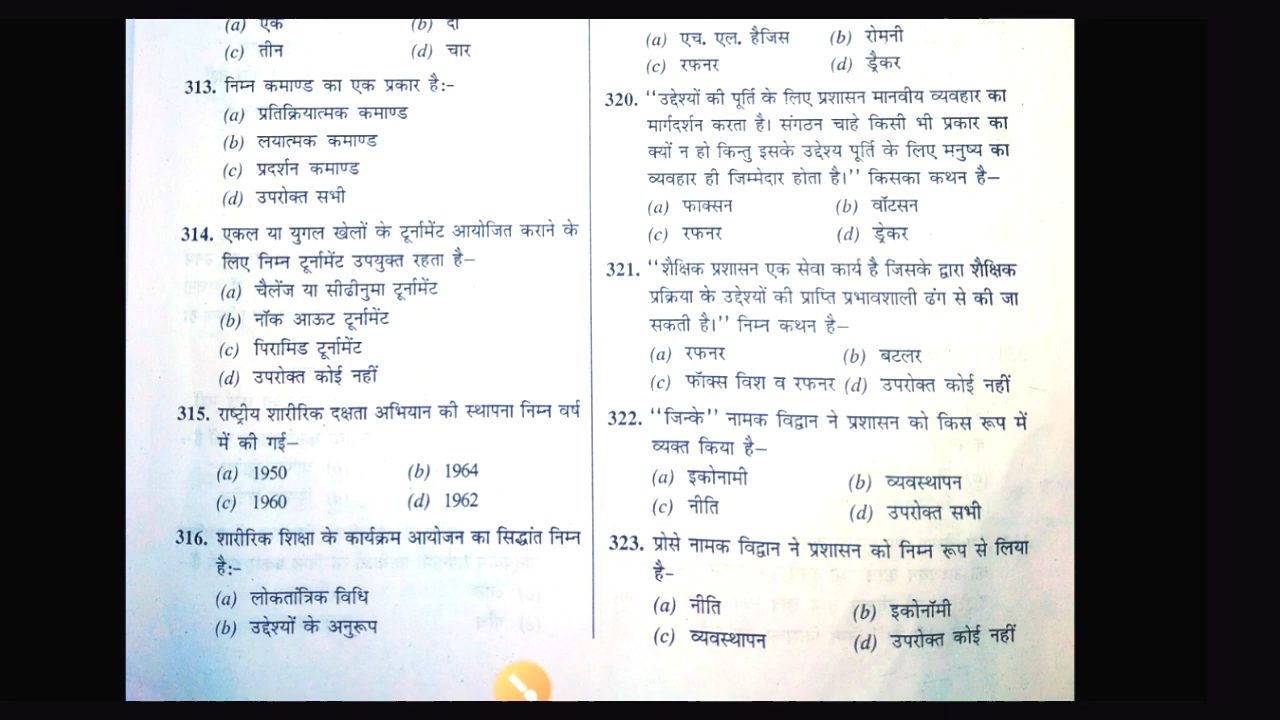 (a) एक (b) दो
(c) तीन (d) चार
313. निम्न कमाण्ड का एक प्रकार है:-
(a) प्रतिक्रियात्मक कमाण्ड
(b) लयात्मक कमाण्ड
(c) प्रदर्शन कमाण्ड
(d) उपरोक्त सभी
314. एकल या युगल खेलों के टूर्नामेंट आयोजित कराने के
लिए निम्न टूर्नामेंट उपयुक्त रहता है–
(a) चैलेंज या सीढीनुमा टूर्नामेंट
(b) नॉक आऊट टूर्नामेंट
(c) पिरामिड टूर्नामेंट
(d) उपरोक्त कोई नहीं
315. राष्ट्रीय शारीरिक दक्षता अभियान की स्थापना निम्न वर्ष
में की गई–
(a) 1950 (b) 1964
(c) 1960 (d) 1962
316. शारीरिक शिक्षा के कार्यक्रम आयोजन का सिद्धांत निम्न
है:-
(a) लोकतांत्रिक विधि
(b) उद्देश्यों के अनुरूप
(a) एच. एल. हैजिस (b) रोमनी
(c) रफनर (d) ड्रैकर
320. ‘‘उद्देश्यों की पूर्ति के लिए प्रशासन मानवीय व्यवहार का
मार्गदर्शन करता है। संगठन चाहे किसी भी प्रकार का
क्यों न हो किन्तु इसके उद्देश्य पूर्ति के लिए मनुष्य का
व्यवहार ही जिम्मेदार होता है।’’ किसका कथन है–
(a) फाक्सन (b) वॉटसन
(c) रफनर (d) ड्रेकर
321. ‘‘शैक्षिक प्रशासन एक सेवा कार्य है जिसके द्वारा शैक्षिक
प्रक्रिया के उद्देश्यों की प्राप्ति प्रभावशाली ढंग से की जा
सकती है।’’ निम्न कथन है–
(a) रफनर (b) बटलर
(c) फॉक्स विश व रफनर (d) उपरोक्त कोई नहीं
322. ‘‘जिन्के’’ नामक विद्वान ने प्रशासन को किस रूप में
व्यक्त किया है–
(a) इकोनामी (b) व्यवस्थापन
(c) नीति (d) उपरोक्त सभी
323. प्रोसे नामक विद्वान ने प्रशासन को निम्न रूप से लिया
है–
(a) नीति (b) इकोनॉमी
(c) व्यवस्थापन (d) उपरोक्त कोई नहीं